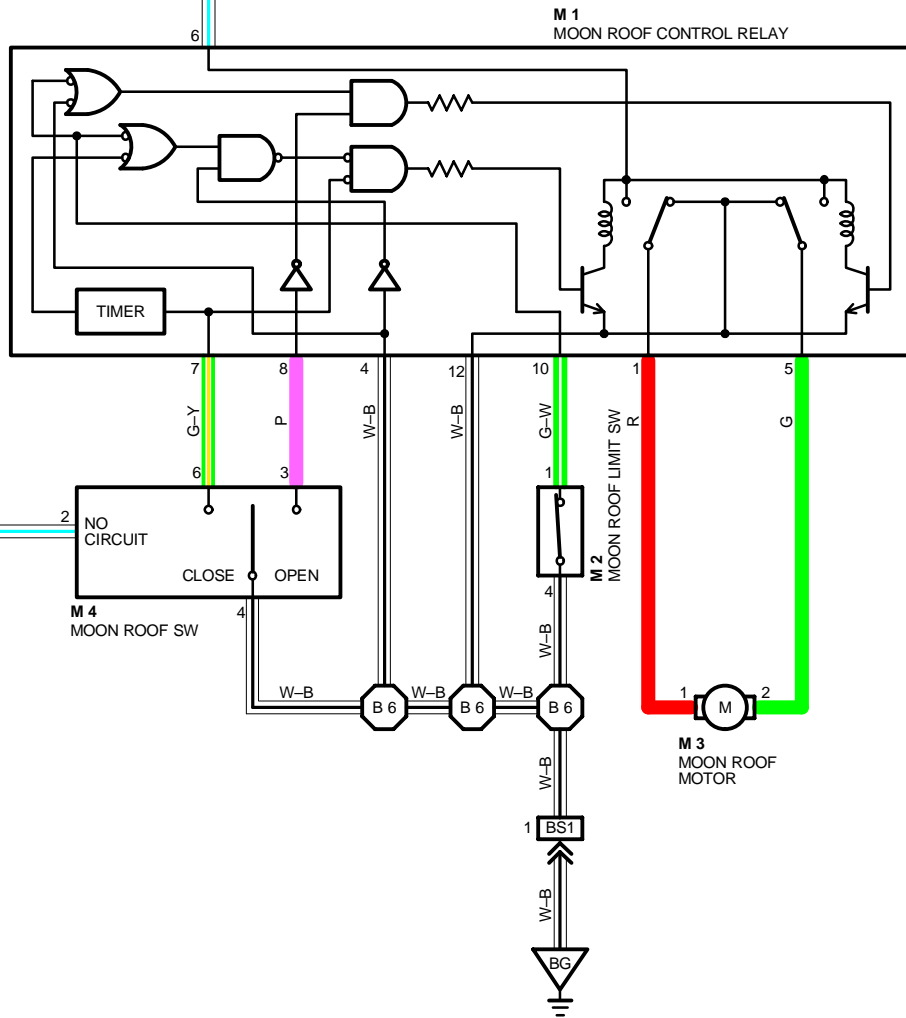 M 1
MOON ROOF CONTROL RELAY
6
TIMER
7
8
4
12
10
1
5
G–Y
P
W–B
W–B
G–W
MOON ROOF LIMIT SW
M 2
R
G
6
3
1
2
NO
CIRCUIT
CLOSE
OPEN
4
M 4
MOON ROOF SW
4
W–B
W–B
W–B
W–B
B 6
B 6
B 6
1
M
2
M 3
MOON ROOF
MOTOR
W–B
1
BS1
W–B
BG